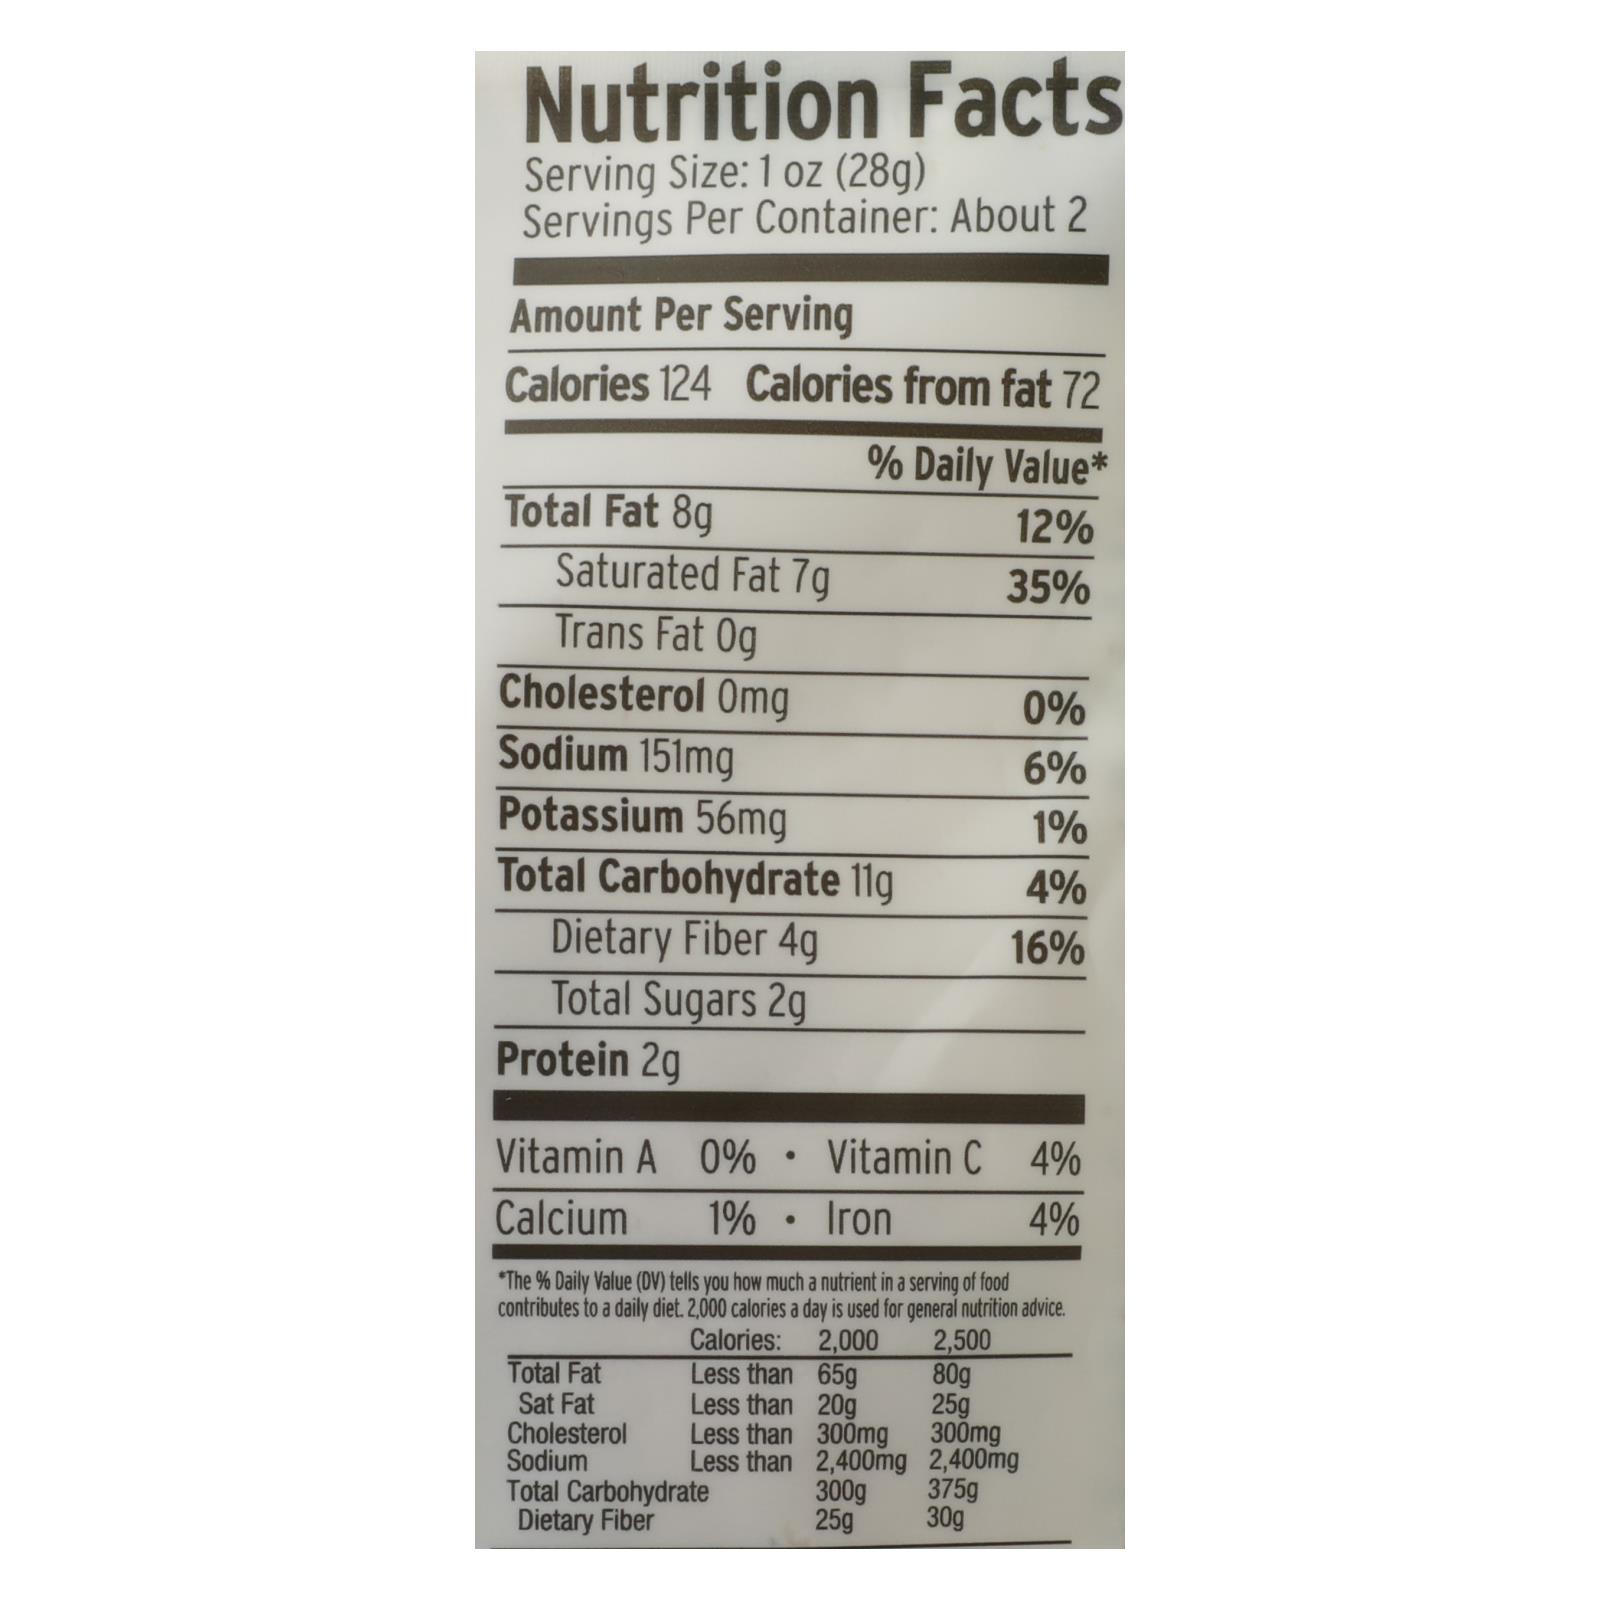 Nutrition Facts
Serving Size: 1 oz (28g)
Servings Per Container: About 2
Amount Per Serving
Calories 124 Calories from fat 72
% Daily Value*
Total Fat 8g 12%
Saturated Fat 7g 35%
Trans Fat 0g
Cholesterol 0mg 0%
Sodium 151mg 6%
Potassium 56mg 1%
Total Carbohydrate 11g 4%
Dietary Fiber 4g 16%
Total Sugars 2g
Protein 2g
Vitamin A 0% • Vitamin C 4%
Calcium 1% • Iron 4%
*The % Daily Value (DV) tells you how much a nutrient in a serving of food
contributes to a daily diet. 2,000 calories a day is used for general nutrition advice.
Calories: 2,000 2,500
Total Fat Less than 65g 80g
Sat Fat Less than 20g 25g
Cholesterol Less than 300mg 300mg
Sodium Less than 2,400mg 2,400mg
Total Carbohydrate 300g 375g
Dietary Fiber 25g 30g